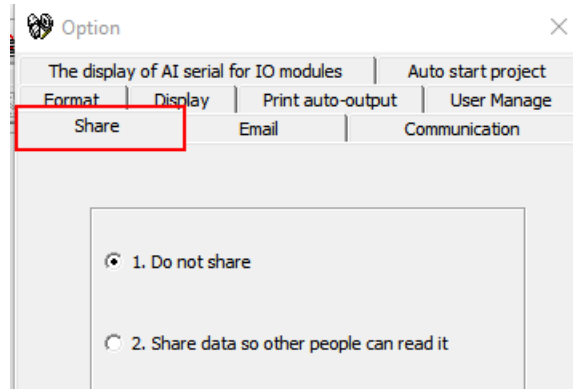 Option
The display of AI serial for IO modules Auto start project
Format Display Print auto-output User Manage
Share Email Communication
1. Do not share
2. Share data so other people can read it